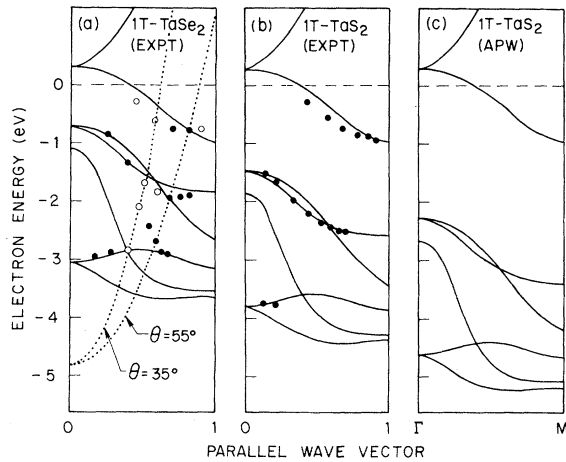 (a) 1T-TaSe2
(EXPT)
(b) 1T-TaS2
(EXPT)
(c) 1T-TaS2
(APW)
ELECTRON ENERGY (eV)
0
-1
-2
-3
-4
-5
θ=55°
θ=35°
0 1
0 1
Γ M
PARALLEL WAVE VECTOR